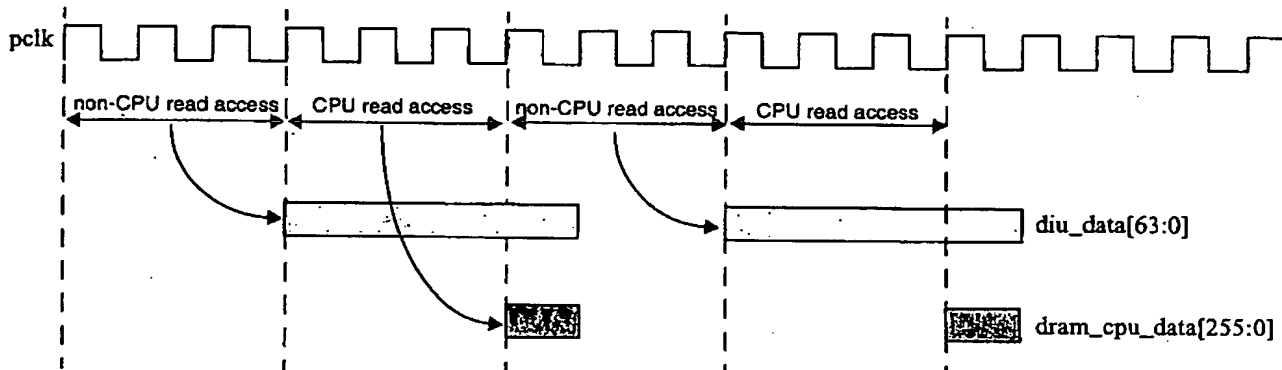 pclk
non-CPU read access CPU read access non-CPU read access CPU read access
diu_data[63:0]
dram_cpu_data[255:0]